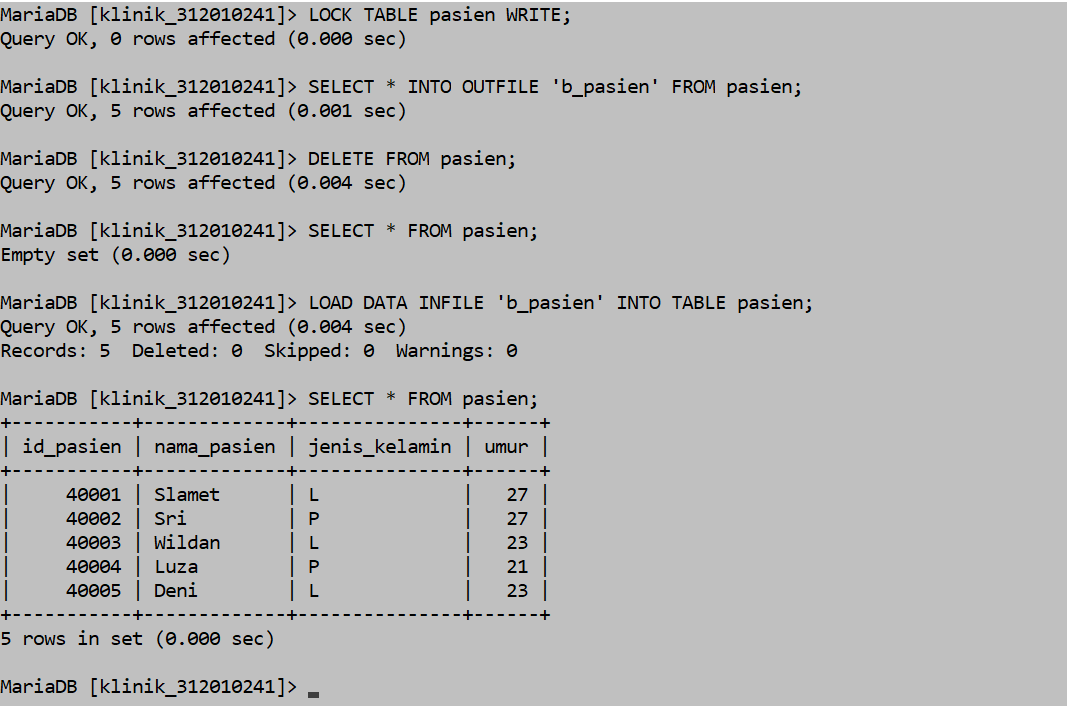 MariaDB [klinik_312010241]> LOCK TABLE pasien WRITE;
Query OK, 0 rows affected (0.000 sec)

MariaDB [klinik_312010241]> SELECT * INTO OUTFILE 'b_pasien' FROM pasien;
Query OK, 5 rows affected (0.001 sec)

MariaDB [klinik_312010241]> DELETE FROM pasien;
Query OK, 5 rows affected (0.004 sec)

MariaDB [klinik_312010241]> SELECT * FROM pasien;
Empty set (0.000 sec)

MariaDB [klinik_312010241]> LOAD DATA INFILE 'b_pasien' INTO TABLE pasien;
Query OK, 5 rows affected (0.004 sec)
Records: 5  Deleted: 0  Skipped: 0  Warnings: 0

MariaDB [klinik_312010241]> SELECT * FROM pasien;
+-----------+-------------+---------------+------+
| id_pasien | nama_pasien | jenis_kelamin | umur |
+-----------+-------------+---------------+------+
|     40001 | Slamet      | L             |   27 |
|     40002 | Sri         | P             |   27 |
|     40003 | Wildan      | L             |   23 |
|     40004 | Luza        | P             |   21 |
|     40005 | Deni        | L             |   23 |
+-----------+-------------+---------------+------+
5 rows in set (0.000 sec)

MariaDB [klinik_312010241]> _